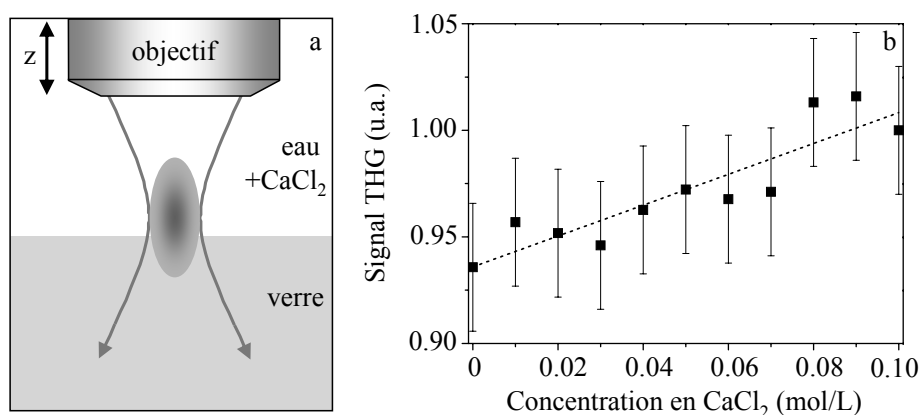 a
z
objectif
eau
+CaCl₂
verre
b
Signal THG (u.a.)
1.05
1.00
0.95
0.90
0 0.02 0.04 0.06 0.08 0.10
Concentration en CaCl₂ (mol/L)